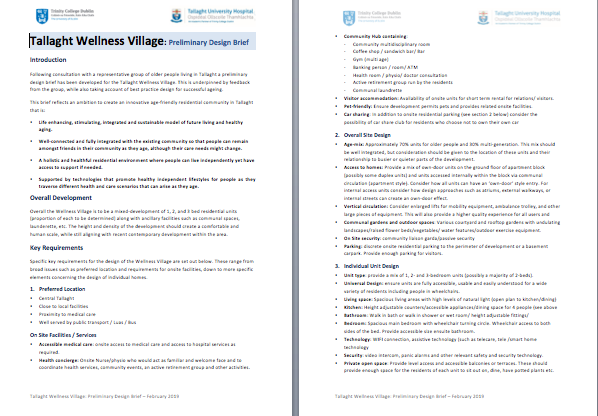 Trinity College Dublin
Tallaght University Hospital
Tallaght Wellness Village: Preliminary Design Brief
Introduction
Following consultation with a representative group of older people living in Tallaght a preliminary
design brief has been developed for the Tallaght Wellness Village. This is underpinned by feedback
from the group, while also taking account of best practice design for successful ageing.
This brief reflects an ambition to create an innovative age-friendly residential community in Tallaght
that is:
• Life enhancing, stimulating, integrated and sustainable model of future living and healthy
aging.
• Well-connected and fully integrated with the existing community so that people can remain
amongst friends in their community as they age, although their care needs might change.
• A holistic and healthful residential environment where people can live independently yet have
access to support if needed.
• Supported by technologies that promote healthy independent lifestyles for people as they
traverse different health and care scenarios that can arise as they age.
Overall Development
Overall the Wellness Village is to be a mixed-development of 1, 2, and 3 bed residential units
(proportion of each to be determined) along with ancillary facilities such as community spaces,
launderette, etc. The height and density of the development should create a comfortable and
human scale, while still aligning with recent contemporary development within the area.
Key Requirements
Specific key requirements for the design of the Wellness Village are set out below. These range from
broad issues such as preferred location and requirements for onsite facilities, down to more specific
elements concerning the design of individual homes.
1. Preferred Location
• Central Tallaght
• Close to local facilities
• Proximity to medical care
• Well served by public transport / Luas / Bus
On Site Facilities / Services
• Accessible medical care: onsite access to medical care and access to hospital services as
required.
• Health concierge: Onsite Nurse/physio who would act as familiar and welcome face and to
coordinate health services, community events, an active retirement group and other activities.
Tallaght Wellness Village: Preliminary Design Brief – February 2019
• Community Hub containing:
- Community multidisciplinary room
- Coffee shop / sandwich bar/ Bar
- Gym (multiage)
- Banking person / room/ ATM
- Health room / physio/ doctor consultation
- Active retirement group run by the residents
- Communal laundrette
• Visitor accommodation: Availability of onsite units for short term rental for relations/ visitors.
• Pet-friendly: Ensure development permits pets and provides related onsite facilities.
• Car sharing: In addition to onsite residential parking (see section 2 below) consider the
possibility of car share club for residents who choose not to own their own car
2. Overall Site Design
• Age-mix: Approximately 70% units for older people and 30% multi-generation. This mix should
be well integrated, but consideration should be given to the location of these units and their
relationship to busier or quieter parts of the development.
• Access to homes: Provide a mix of own-door units on the ground floor of apartment block
(possibly some duplex units) and units accessed internally within the block via communal
circulation (apartment style). Consider how all units can have an 'own-door' style entry. For
internal access units consider how design approaches such as atriums, external walkways, or
internal streets can create an own-door effect.
• Vertical circulation: Consider enlarged lifts for mobility equipment, ambulance trolley, and other
large pieces of equipment. This will also provide a higher quality experience for all users and
• Communal gardens and spaces: Various courtyard and rooftop gardens with undulating
landscapes/raised flower beds/vegetables/ water features/outdoor exercise equipment.
• On Site security: community liaison garda/passive security
• Parking: discrete onsite residential parking to the perimeter of development or a basement
carpark. Provide enough parking for visitors.
3. Individual Unit Design
• Unit type: provide a mix of 1, 2- and 3-bedroom units (possibly a majority of 2-beds).
• Universal Design: ensure units are fully accessible, usable and easily understood for a wide
variety of residents including people in wheelchairs.
• Living space: Spacious living areas with high levels of natural light (open plan to kitchen/dining)
• Kitchen: Height adjustable counters/accessible appliances/dining space for 4 people (see above
• Bathroom: Walk in bath or walk in shower or wet room/ height adjustable fittings/
• Bedroom: Spacious main bedroom with wheelchair turning circle. Wheelchair access to both
sides of the bed. Provide accessible size ensuite bathroom.
• Technology: WIFI connection, assistive technology (such as telecare, tele /smart home
technology
• Security: video intercom, panic alarms and other relevant safety and security technology.
• Private open space: Provide level access and accessible balconies or terraces. These should
provide enough space for the residents of each unit to sit out on, dine, have potted plants etc.
Tallaght Wellness Village: Preliminary Design Brief – February 2019